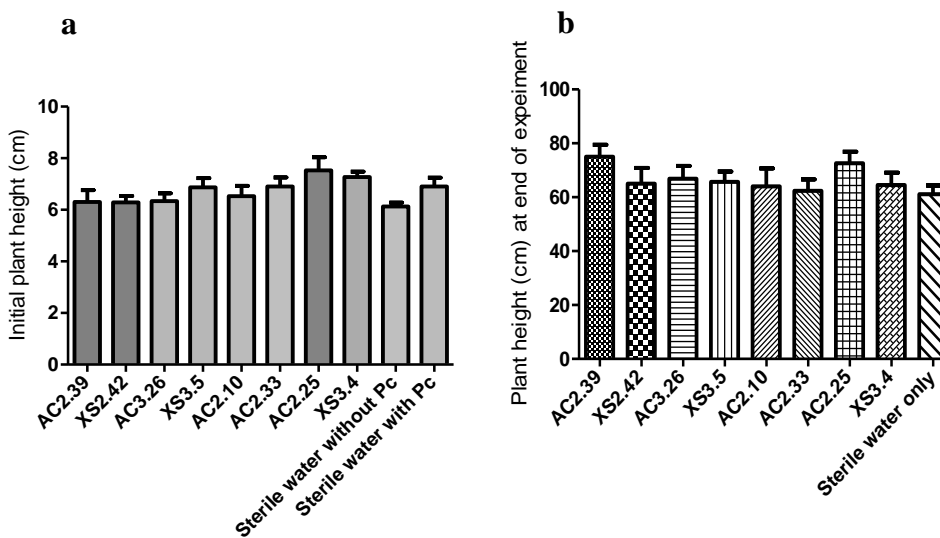 a
Initial plant height (cm)
10
8
6
4
2
0
AC2.39
XS2.42
AC3.26
XS3.5
AC2.10
AC2.33
AC2.25
XS3.4
Sterile water without Pc
Sterile water with Pc
b
Plant height (cm) at end of expeiment
100
80
60
40
20
0
AC2.39
XS2.42
AC3.26
XS3.5
AC2.10
AC2.33
AC2.25
XS3.4
Sterile water only